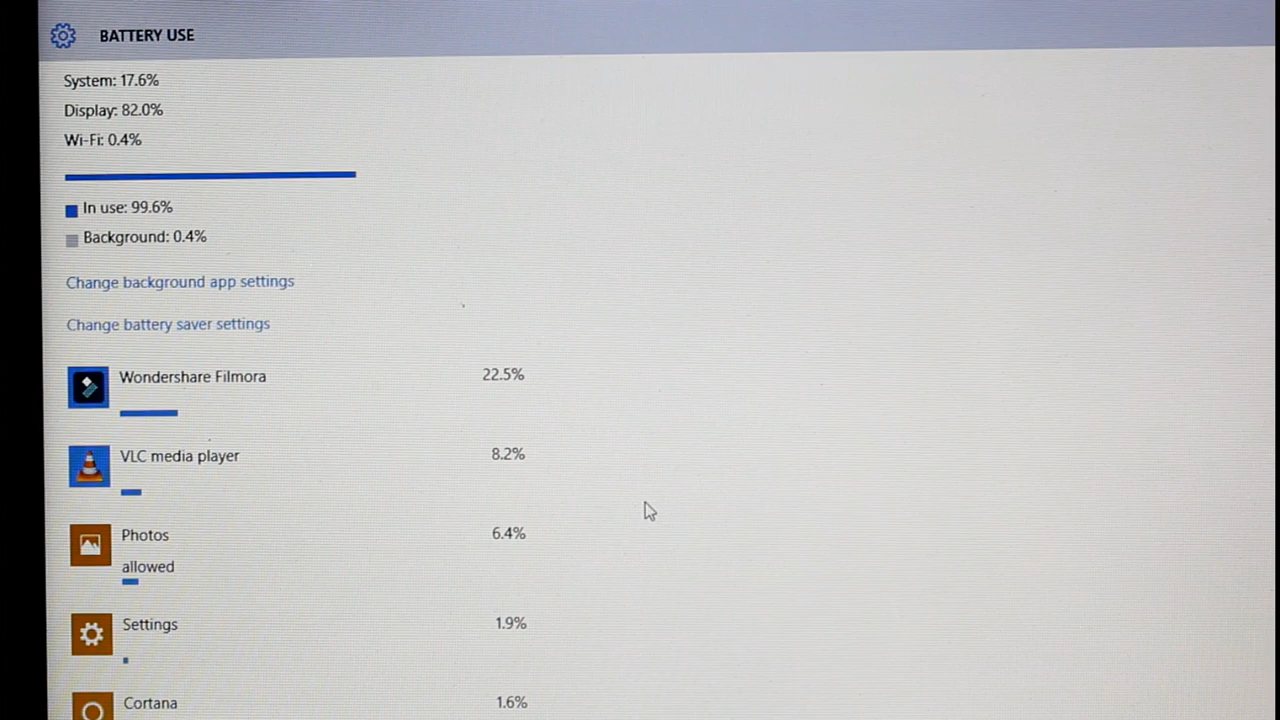 BATTERY USE
System: 17.6%
Display: 82.0%
Wi-Fi: 0.4%
In use: 99.6%
Background: 0.4%
Change background app settings
Change battery saver settings
Wondershare Filmora 22.5%
VLC media player 8.2%
Photos 6.4%
allowed
Settings 1.9%
Cortana 1.6%